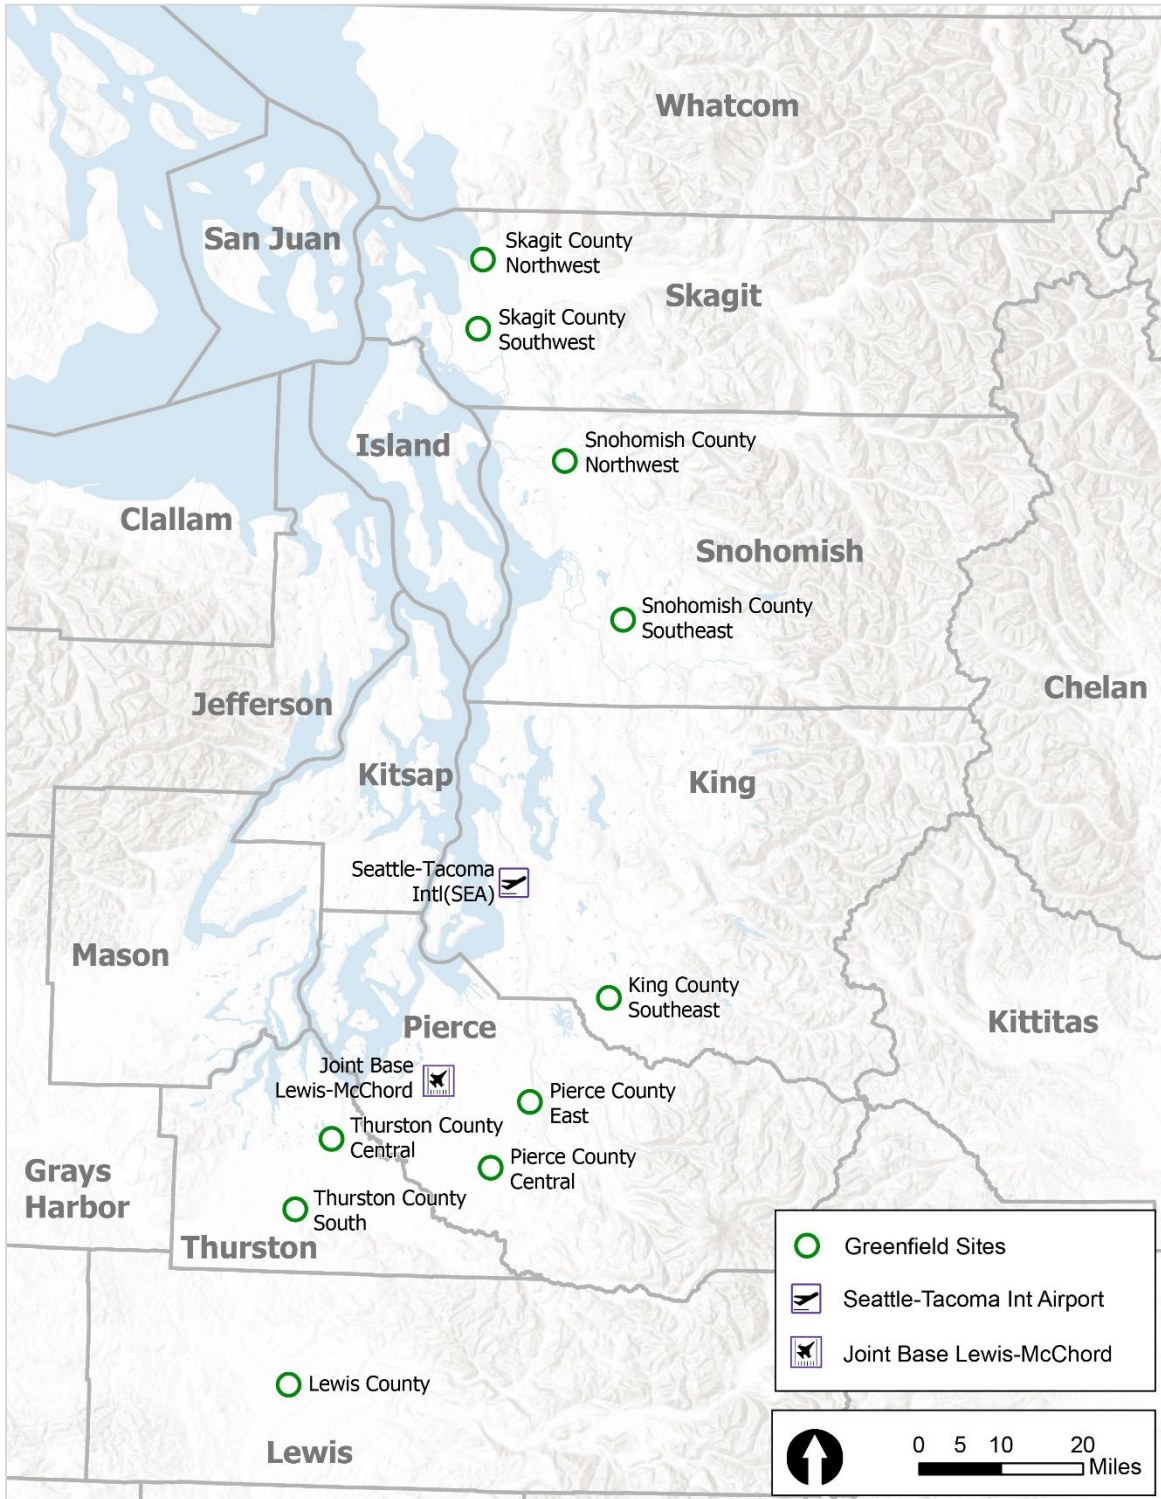 Whatcom
San Juan
Skagit County
Northwest
Skagit
Skagit County
Southwest
Island
Snohomish County
Northwest
Clallam
Snohomish
Snohomish County
Southeast
Chelan
Jefferson
Kitsap
King
Seattle-Tacoma
Intl(SEA)
Mason
King County
Southeast
Kittitas
Pierce
Joint Base
Lewis-McChord
Pierce County
East
Thurston County
Central
Pierce County
Central
Grays
Harbor
Thurston County
South
Thurston
Lewis County
Lewis
Greenfield Sites
Seattle-Tacoma Int Airport
Joint Base Lewis-McChord
0 5 10 20
Miles